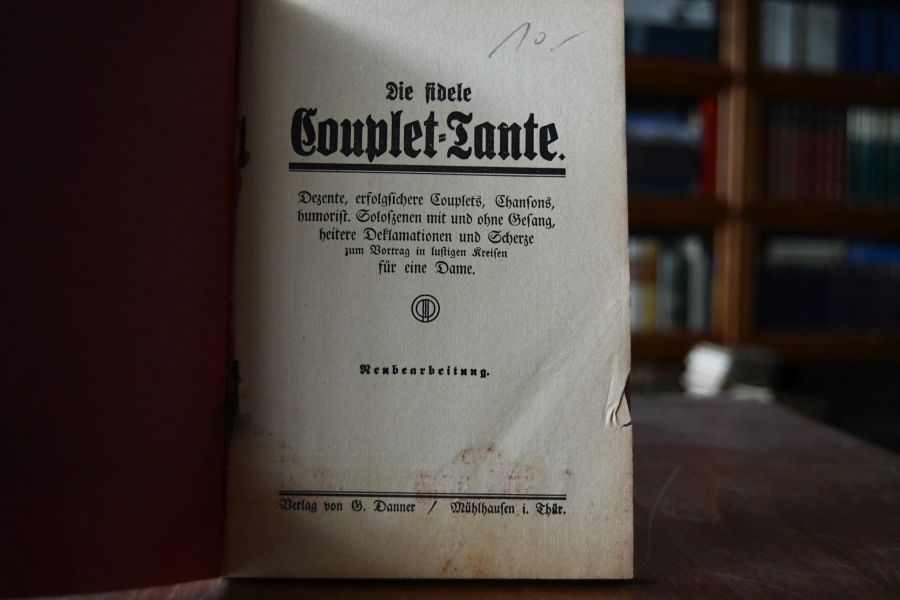 10.-
Die fidele
Couplet-Tante.
Dezente, erfolgsichere Couplets, Chansons,
humorist. Soloszenen mit und ohne Gesang,
heitere Deklamationen und Scherze
zum Vortrag in lustigen Kreisen
für eine Dame.
Neubearbeitung.
Verlag von G. Danner / Mühlhausen i. Thür.